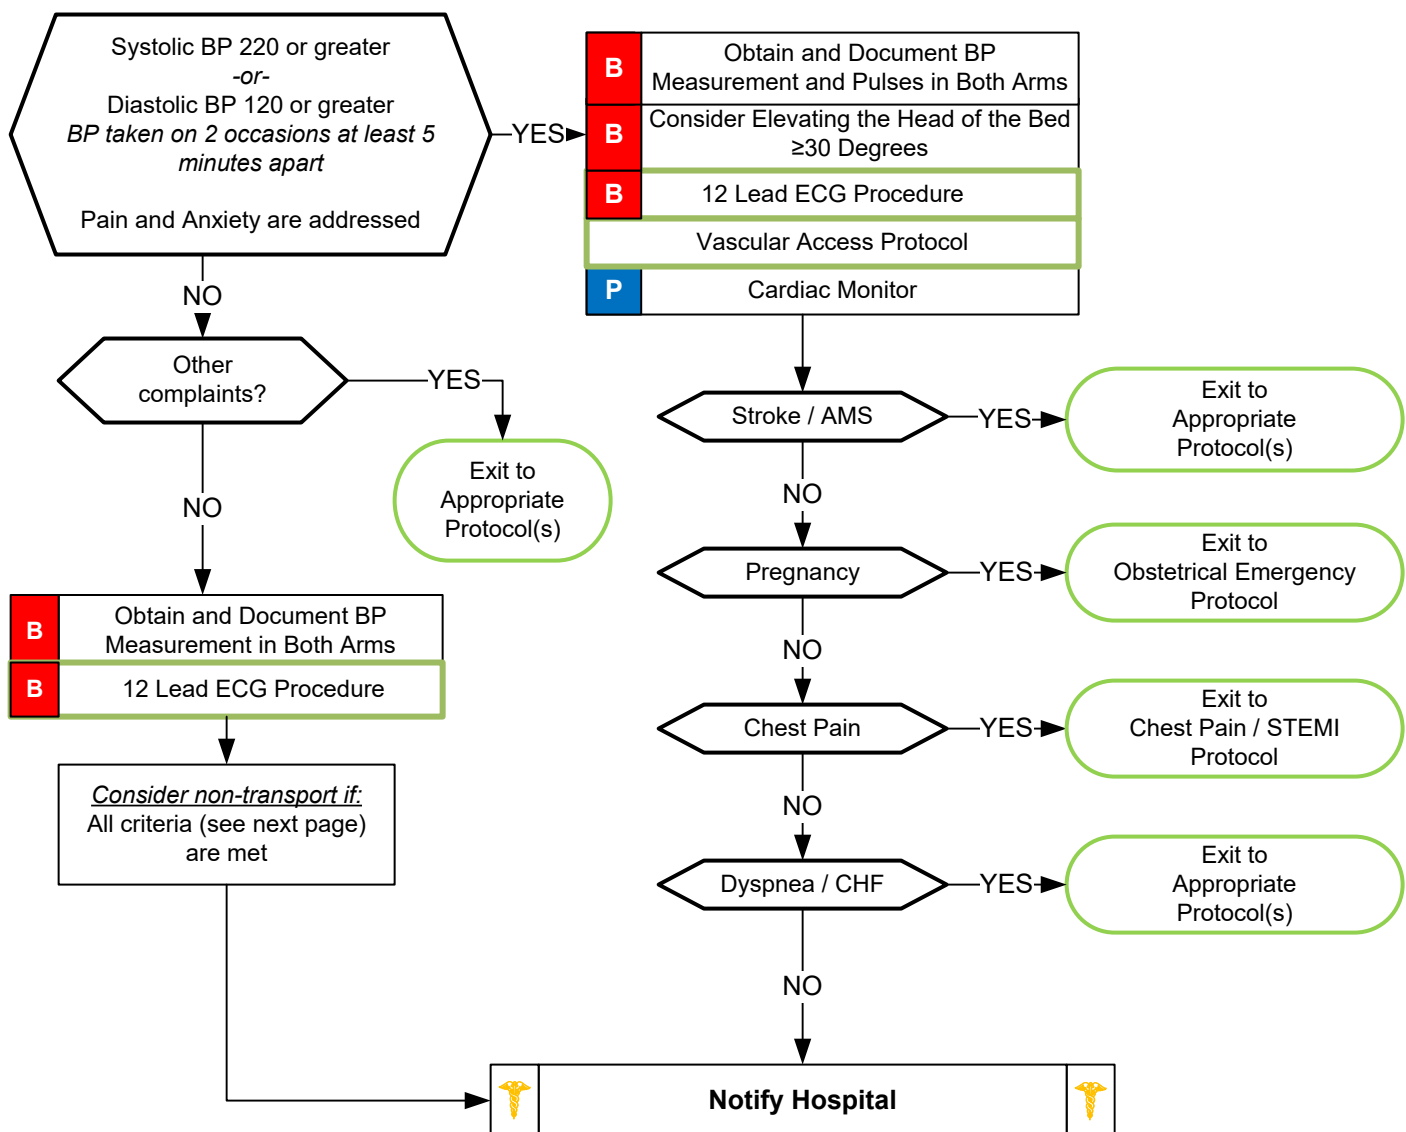 Systolic BP 220 or greater
-or-
Diastolic BP 120 or greater
BP taken on 2 occasions at least 5
minutes apart
Pain and Anxiety are addressed
YES
B
Obtain and Document BP
Measurement and Pulses in Both Arms
B
Consider Elevating the Head of the Bed
≥30 Degrees
B
12 Lead ECG Procedure
Vascular Access Protocol
P
Cardiac Monitor
NO
Other
complaints?
YES
Exit to
Appropriate
Protocol(s)
NO
B
Obtain and Document BP
Measurement in Both Arms
B
12 Lead ECG Procedure
Consider non-transport if:
All criteria (see next page)
are met
Stroke / AMS
YES
Exit to
Appropriate
Protocol(s)
NO
Pregnancy
YES
Exit to
Obstetrical Emergency
Protocol
NO
Chest Pain
YES
Exit to
Chest Pain / STEMI
Protocol
NO
Dyspnea / CHF
YES
Exit to
Appropriate
Protocol(s)
NO
Notify Hospital